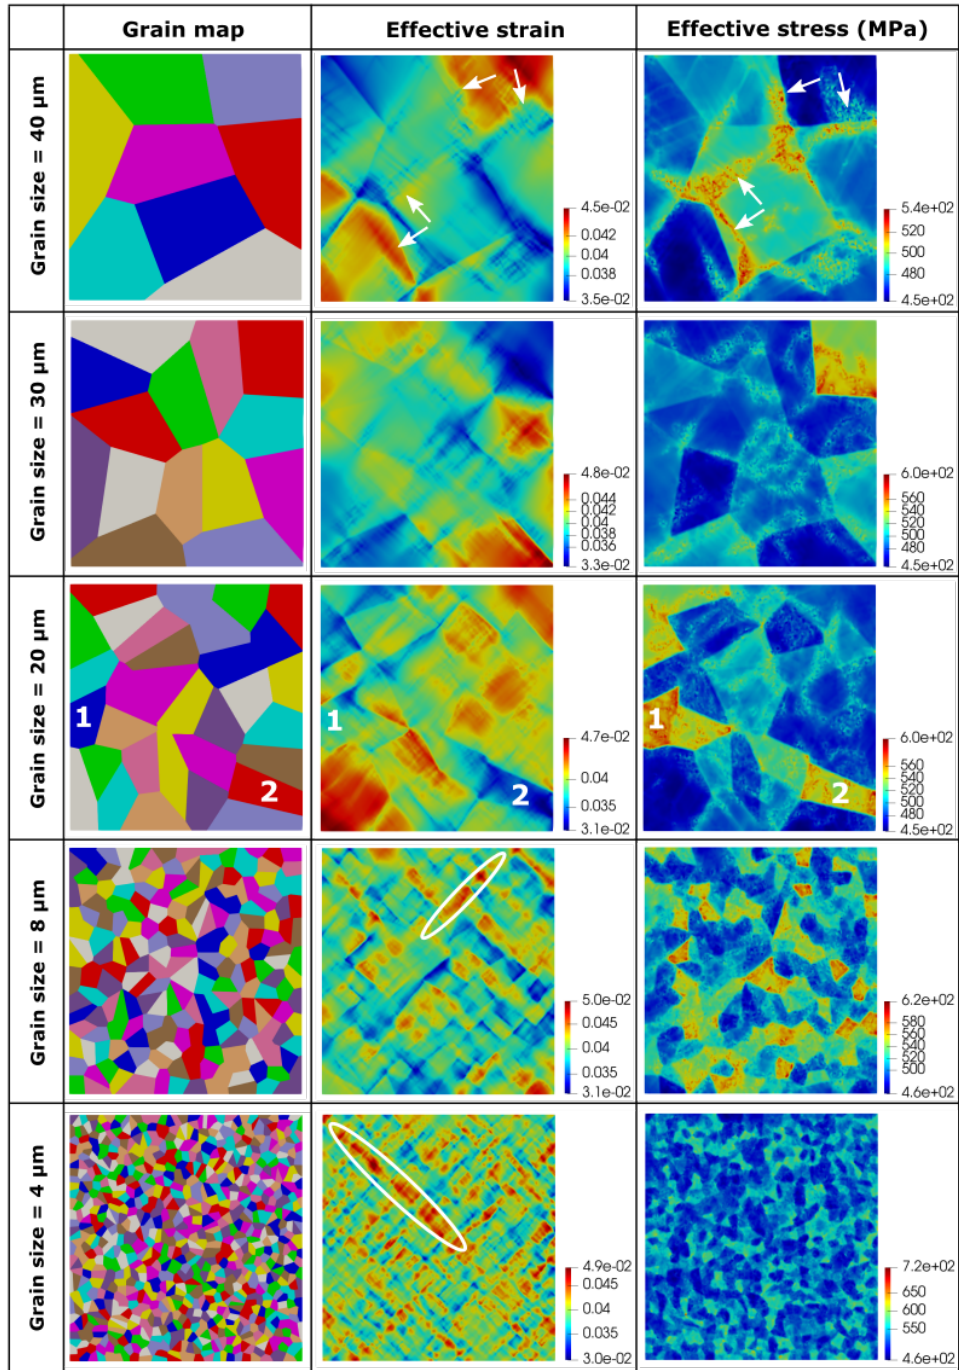 Grain map Effective strain Effective stress (MPa)
Grain size = 40 µm
4.5e-02
0.042
0.04
0.038
3.5e-02
5.4e+02
520
500
480
4.5e+02
Grain size = 30 µm
4.8e-02
0.044
0.042
0.04
0.038
0.036
3.3e-02
6.0e+02
560
540
520
500
480
4.5e+02
Grain size = 20 µm
1
2
1
2
4.7e-02
0.04
0.035
3.1e-02
1
2
6.0e+02
560
540
520
500
480
4.5e+02
Grain size = 8 µm
5.0e-02
0.045
0.04
0.035
3.1e-02
6.2e+02
580
560
540
520
500
4.6e+02
Grain size = 4 µm
4.9e-02
0.045
0.04
0.035
3.0e-02
7.2e+02
650
600
550
4.6e+02